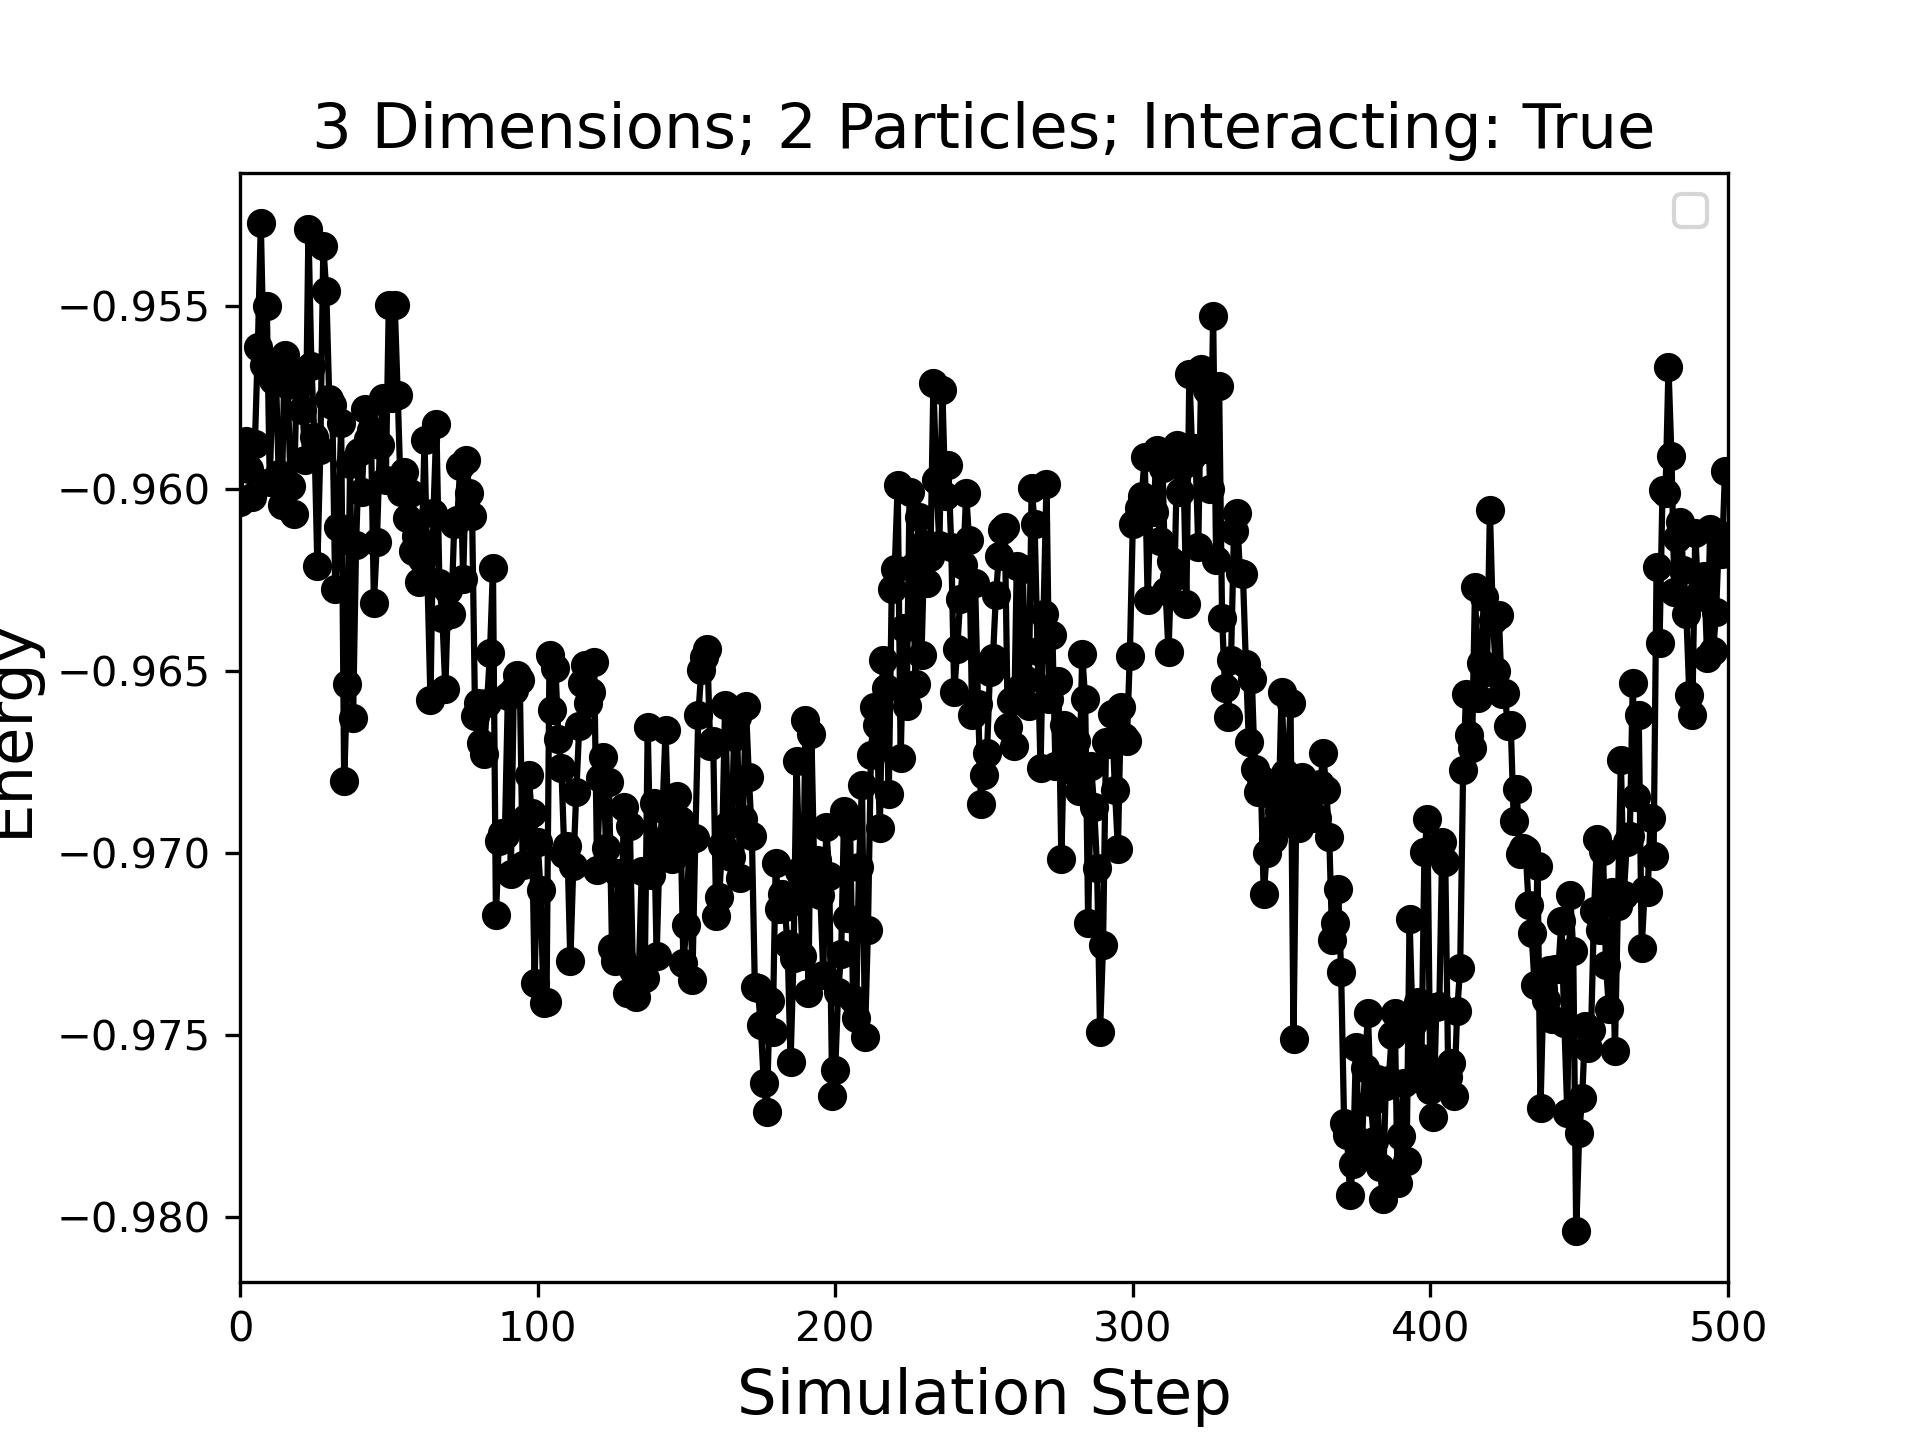 3 Dimensions; 2 Particles; Interacting: True
Energy
−0.955
−0.960
−0.965
−0.970
−0.975
−0.980
0 100 200 300 400 500
Simulation Step